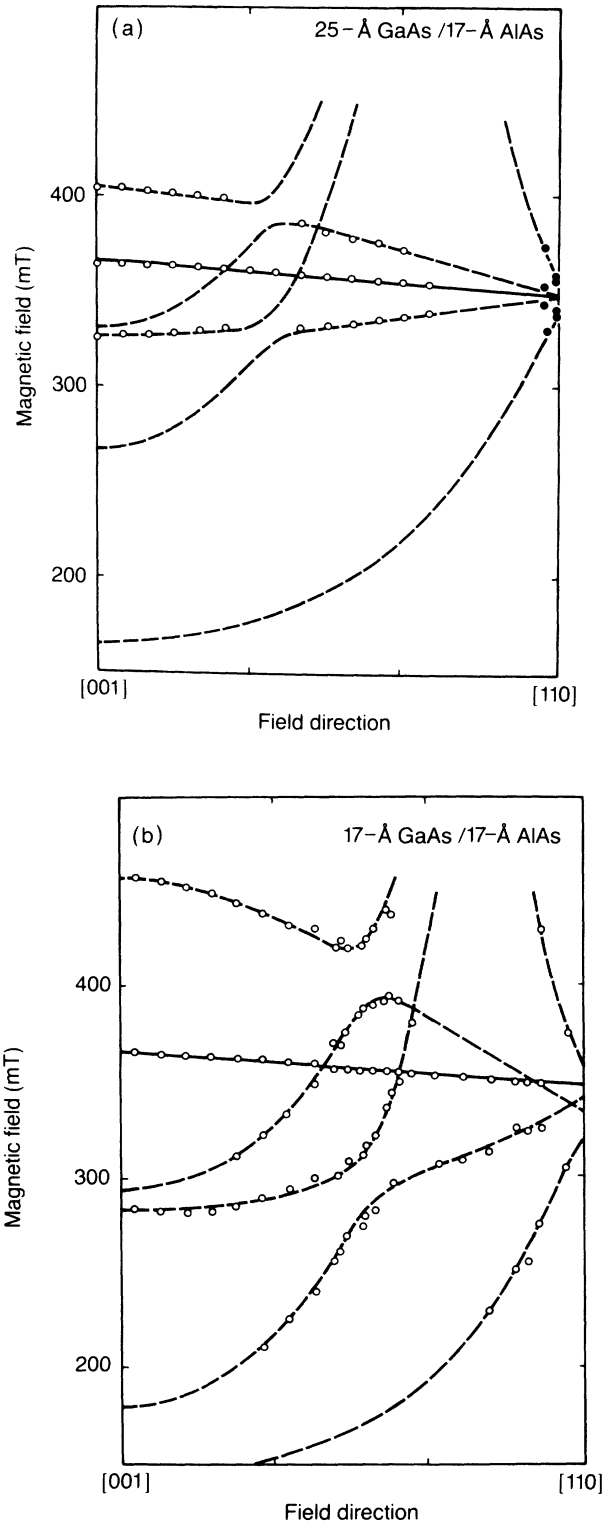 (a) 25-Å GaAs/17-Å AlAs
400
300
200
Magnetic field (mT)
[001] [110]
Field direction
(b) 17-Å GaAs/17-Å AlAs
400
300
200
Magnetic field (mT)
[001] [110]
Field direction